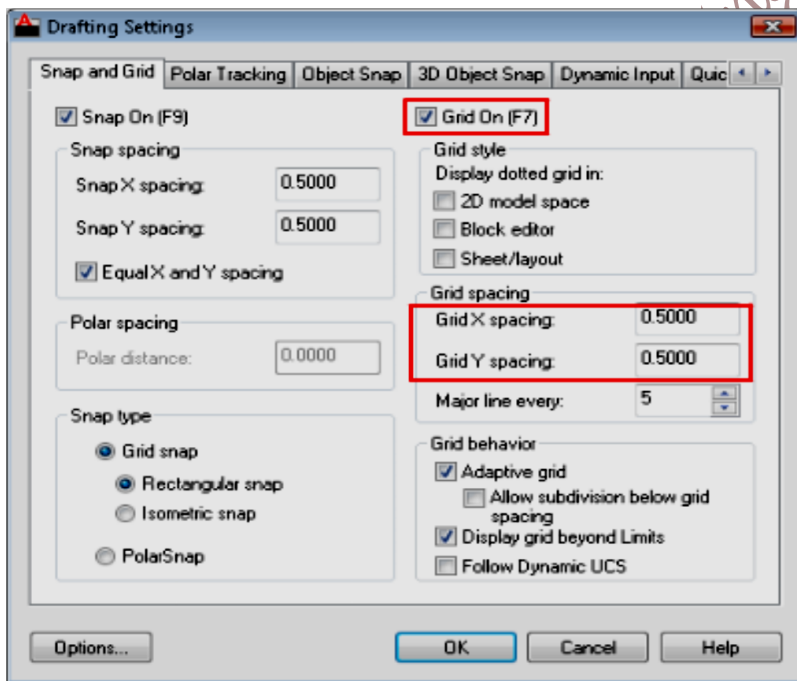 Drafting Settings
Snap and Grid Polar Tracking Object Snap 3D Object Snap Dynamic Input Quic
Snap On (F9)
Snap spacing
Snap X spacing: 0.5000
Snap Y spacing: 0.5000
Equal X and Y spacing
Polar spacing
Polar distance: 0.0000
Snap type
Grid snap
Rectangular snap
Isometric snap
PolarSnap
Grid On (F7)
Grid style
Display dotted grid in:
2D model space
Block editor
Sheet/layout
Grid spacing
Grid X spacing: 0.5000
Grid Y spacing: 0.5000
Major line every: 5
Grid behavior
Adaptive grid
Allow subdivision below grid
spacing
Display grid beyond Limits
Follow Dynamic UCS
Options... OK Cancel Help